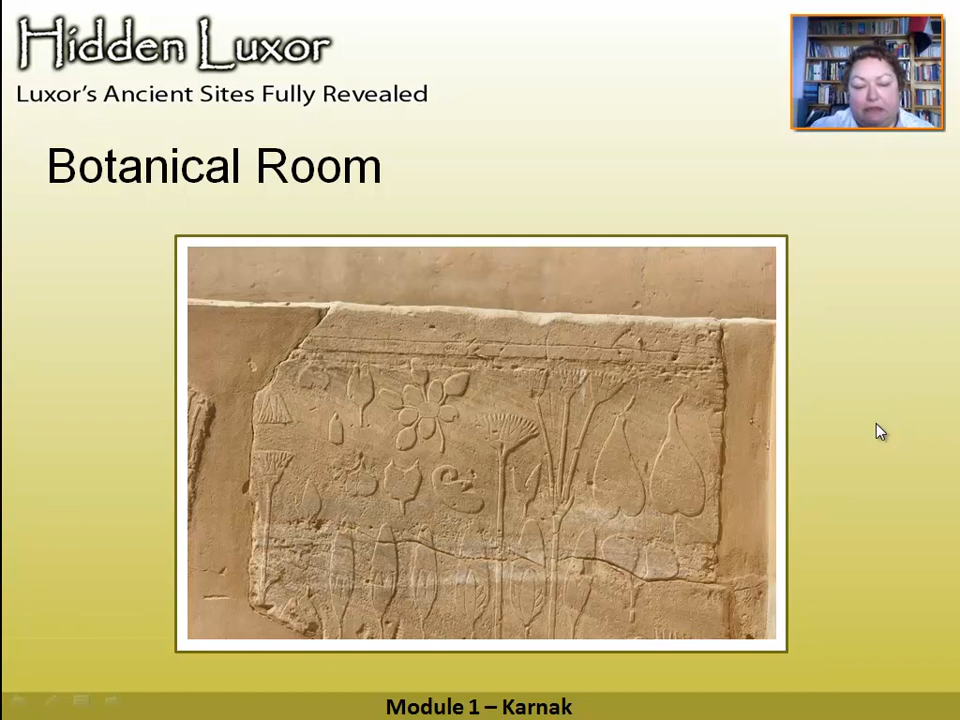 Hidden Luxor
Luxor's Ancient Sites Fully Revealed
Botanical Room
Module 1 – Karnak